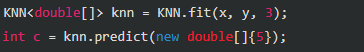 KNN<double[]> knn = KNN.fit(x, y, 3);
int c = knn.predict(new double[]{5});